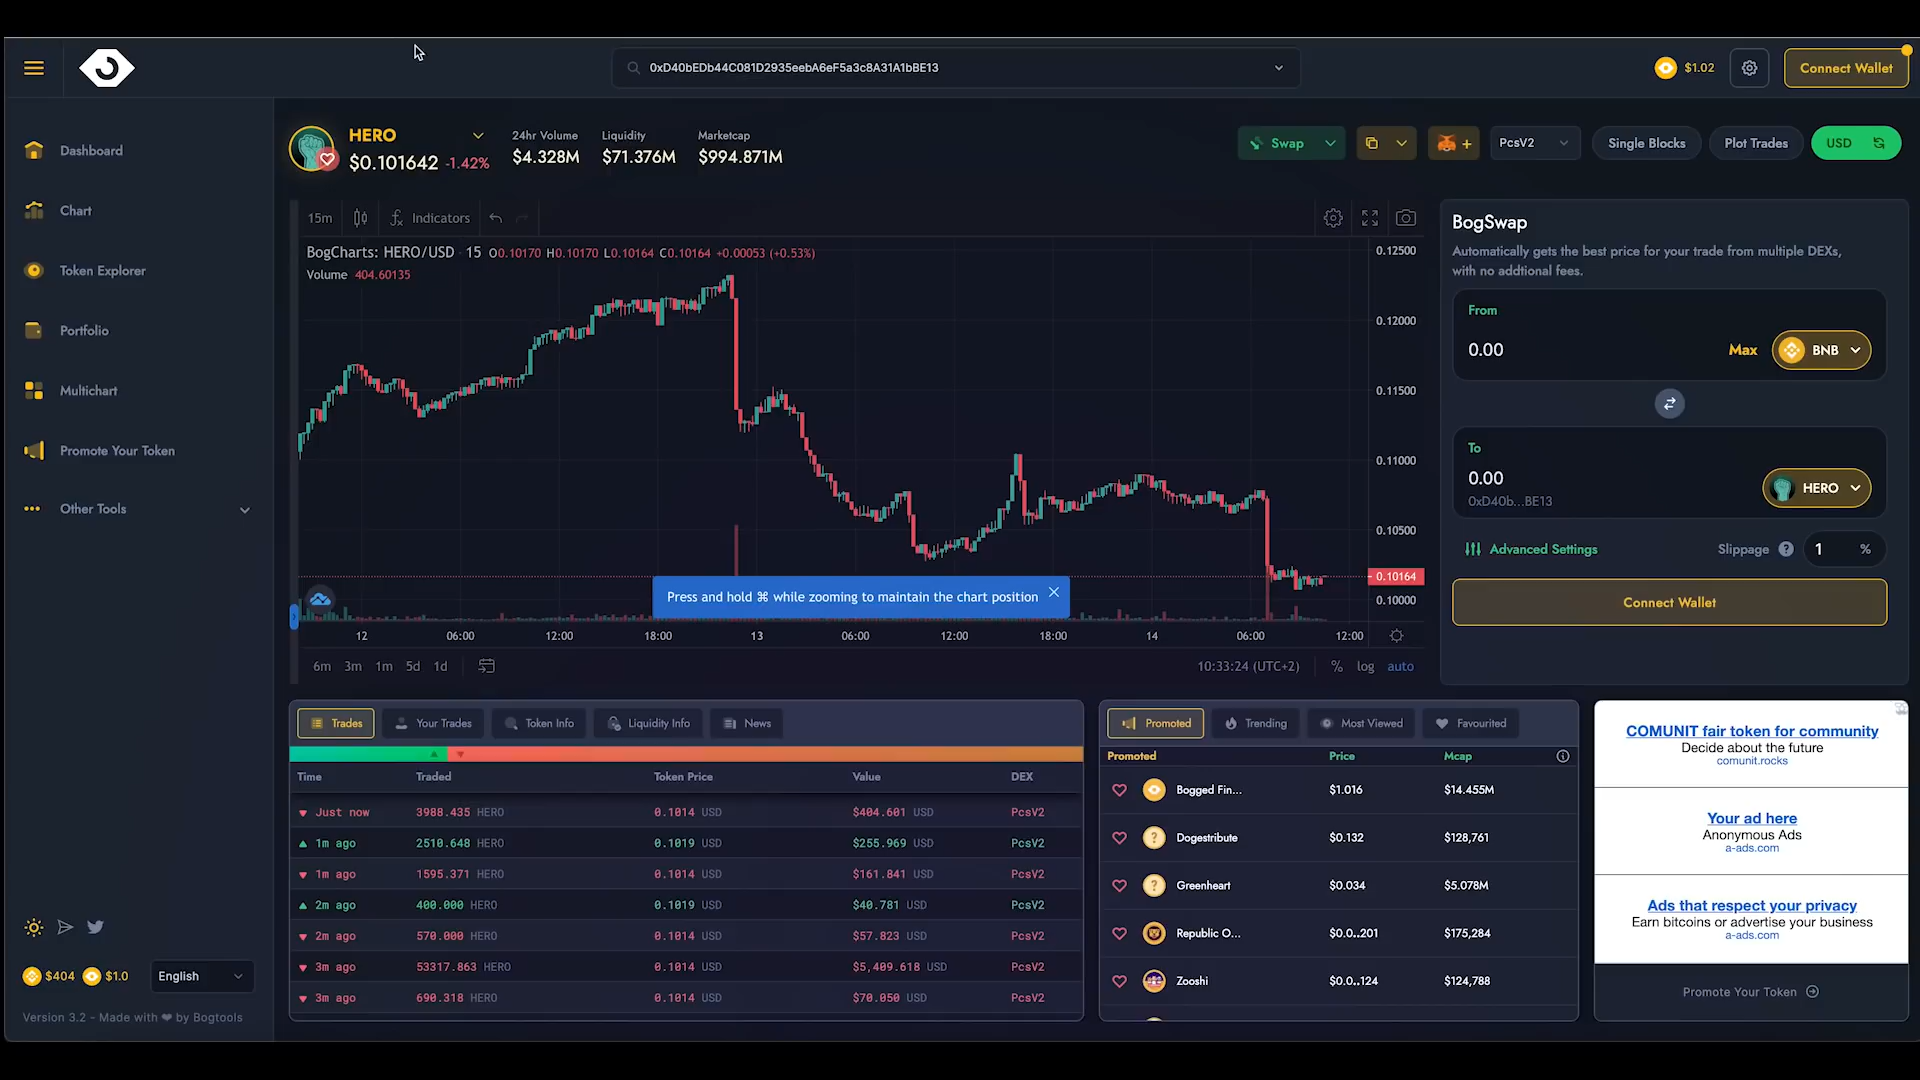 0xD40bEDb44C081D2935eebA6eF5a3c8A31A1bBE13
$1.02
Connect Wallet
Dashboard
Chart
Token Explorer
Portfolio
Multichart
Promote Your Token
Other Tools
$404 $1.0
English
Version 3.2 - Made with ❤ by Bogtools
HERO
$0.101642 -1.42%
24hr Volume
$4.328M
Liquidity
$71.376M
Marketcap
$994.871M
Swap
PcsV2
Single Blocks
Plot Trades
USD
15m
Indicators
BogCharts: HERO/USD · 15 O0.10170 H0.10170 L0.10164 C0.10164 +0.00053 (+0.53%)
Volume 404.60135
0.12500
0.12000
0.11500
0.11000
0.10500
0.10164
0.10000
Press and hold ⌘ while zooming to maintain the chart position
12 06:00 12:00 18:00 13 06:00 12:00 18:00 14 06:00 12:00
6m 3m 1m 5d 1d
10:33:24 (UTC+2)
% log auto
BogSwap
Automatically gets the best price for your trade from multiple DEXs,
with no addtional fees.
From
0.00
Max
BNB
To
0.00
0xD40b...BE13
HERO
Advanced Settings
Slippage ? 1 %
Connect Wallet
Trades
Your Trades
Token Info
Liquidity Info
News
Time Traded Token Price Value DEX
Just now 3988.435 HERO 0.1014 USD $404.601 USD PcsV2
1m ago 2510.648 HERO 0.1019 USD $255.969 USD PcsV2
1m ago 1595.371 HERO 0.1014 USD $161.841 USD PcsV2
2m ago 400.000 HERO 0.1019 USD $40.781 USD PcsV2
2m ago 570.000 HERO 0.1014 USD $57.823 USD PcsV2
3m ago 53317.863 HERO 0.1014 USD $5,409.618 USD PcsV2
3m ago 690.318 HERO 0.1014 USD $70.050 USD PcsV2
Promoted
Trending
Most Viewed
Favourited
Promoted Price Mcap
Bogged Fin... $1.016 $14.455M
Dogestribute $0.132 $128,761
Greenheart $0.034 $5.078M
Republic O... $0.0..201 $175,284
Zooshi $0.0..124 $124,788
COMUNIT fair token for community
Decide about the future
comunit.rocks
Your ad here
Anonymous Ads
a-ads.com
Ads that respect your privacy
Earn bitcoins or advertise your business
a-ads.com
Promote Your Token